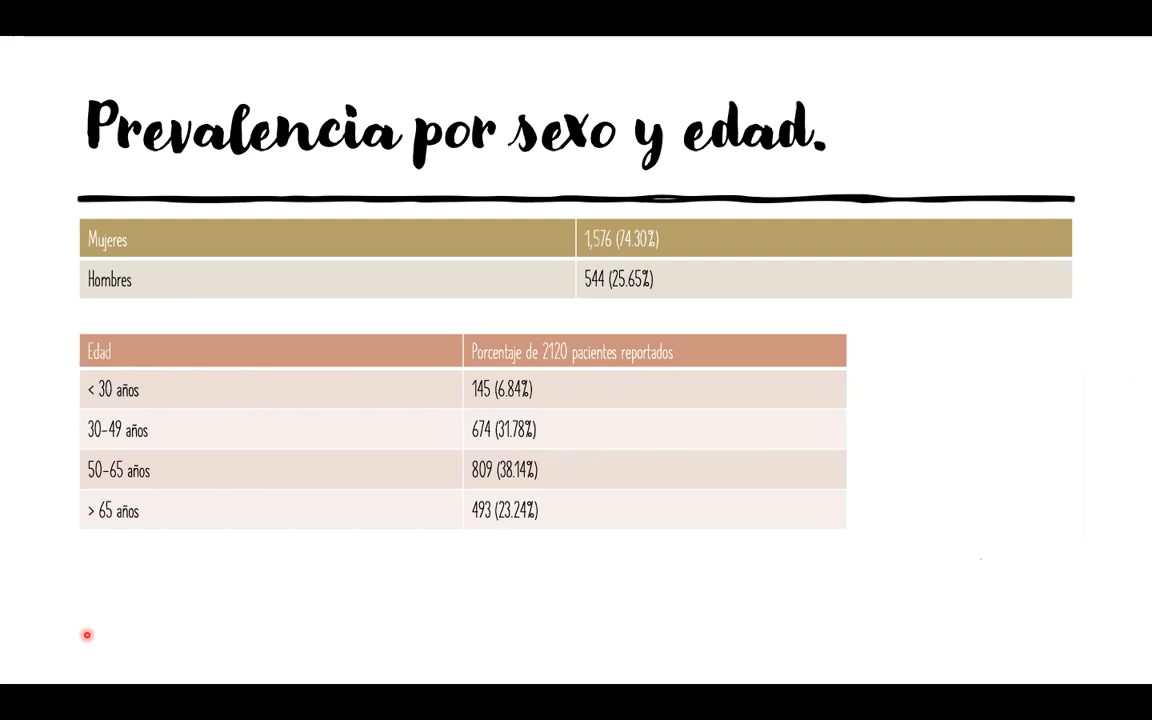 Prevalencia por sexo y edad.
Mujeres 1,576 (74.30%)
Hombres 544 (25.65%)
Edad Porcentaje de 2120 pacientes reportados
< 30 años 145 (6.84%)
30-49 años 674 (31.78%)
50-65 años 809 (38.14%)
> 65 años 493 (23.24%)